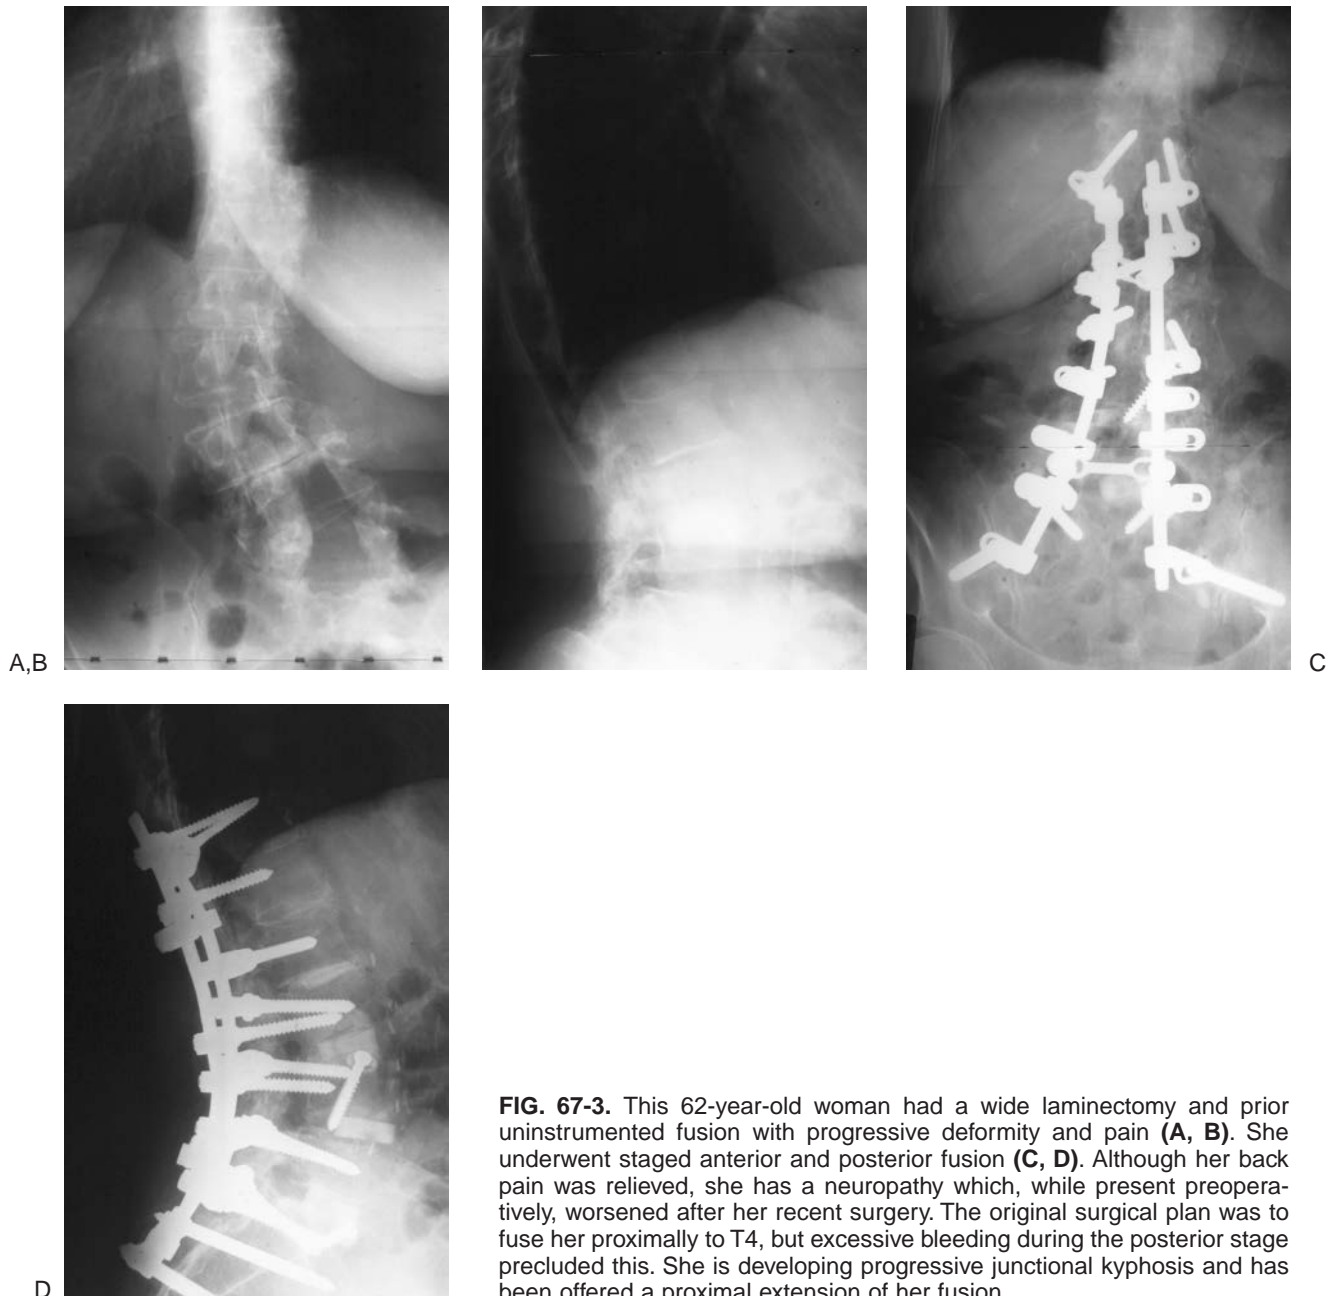 A,B
C
D
FIG. 67-3. This 62-year-old woman had a wide laminectomy and prior
uninstrumented fusion with progressive deformity and pain (A, B). She
underwent staged anterior and posterior fusion (C, D). Although her back
pain was relieved, she has a neuropathy which, while present preopera-
tively, worsened after her recent surgery. The original surgical plan was to
fuse her proximally to T4, but excessive bleeding during the posterior stage
precluded this. She is developing progressive junctional kyphosis and has
been offered a proximal extension of her fusion.